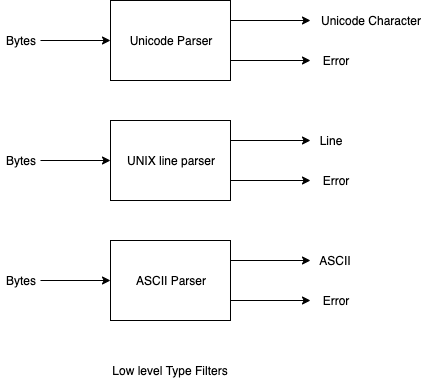 Bytes
Unicode Parser
Unicode Character
Error
Bytes
UNIX line parser
Line
Error
Bytes
ASCII Parser
ASCII
Error
Low level Type Filters